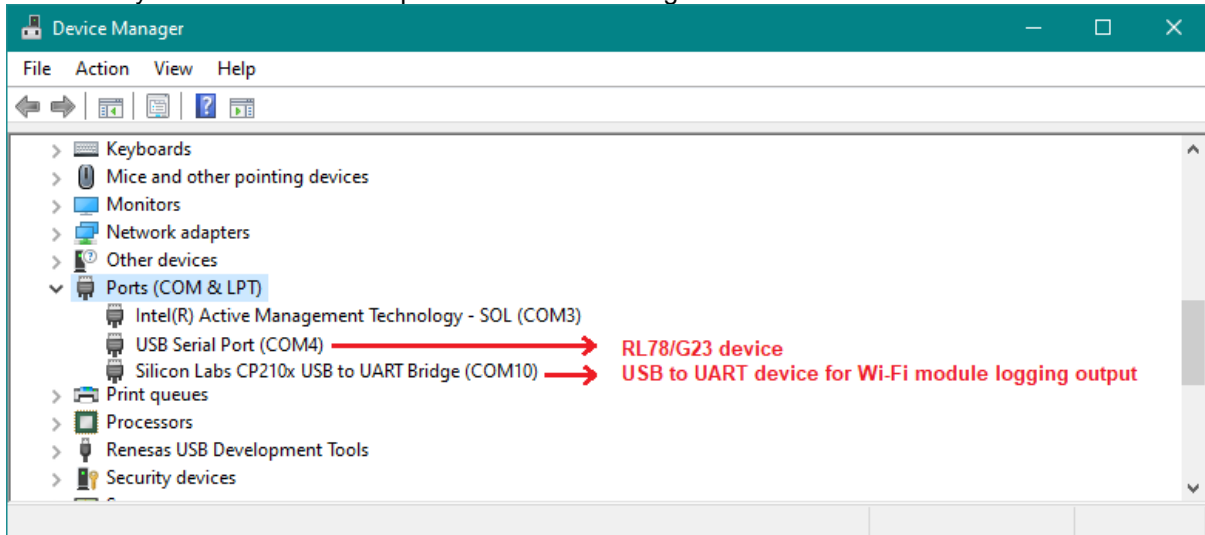 Device Manager
File Action View Help
Keyboards
Mice and other pointing devices
Monitors
Network adapters
Other devices
Ports (COM & LPT)
Intel(R) Active Management Technology - SOL (COM3)
USB Serial Port (COM4) RL78/G23 device
Silicon Labs CP210x USB to UART Bridge (COM10) USB to UART device for Wi-Fi module logging output
Print queues
Processors
Renesas USB Development Tools
Security devices